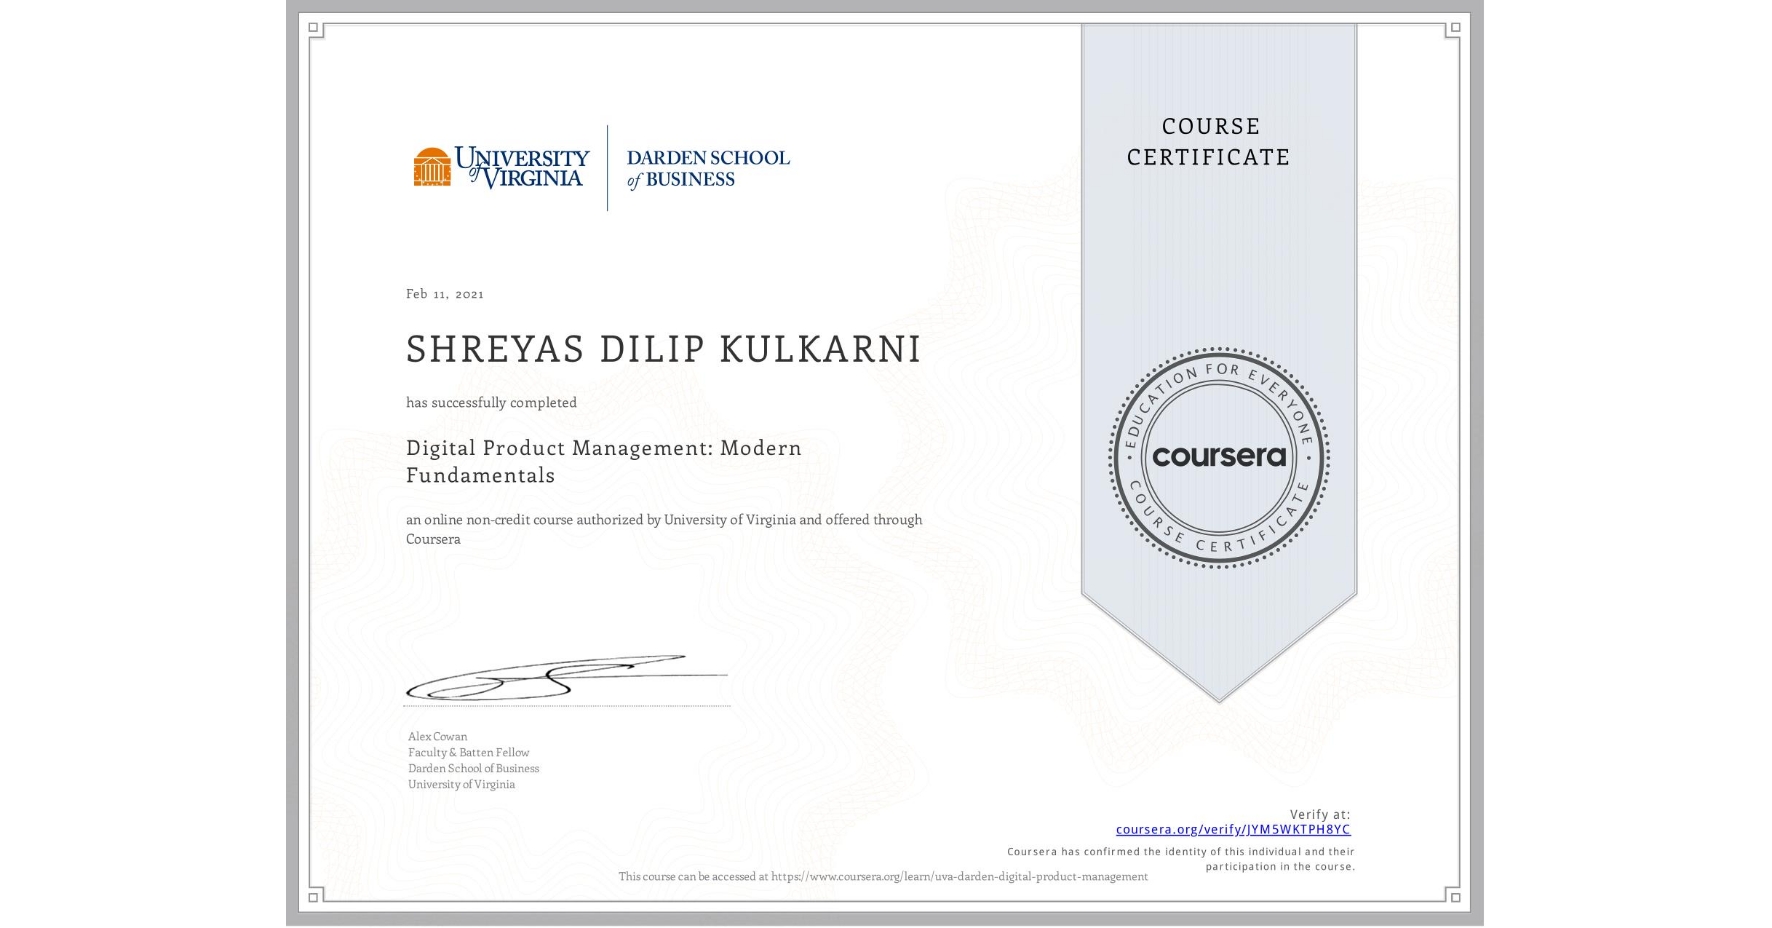 UNIVERSITY
of VIRGINIA
DARDEN SCHOOL
of BUSINESS
COURSE
CERTIFICATE
Feb 11, 2021
SHREYAS DILIP KULKARNI
has successfully completed
Digital Product Management: Modern
Fundamentals
an online non-credit course authorized by University of Virginia and offered through
Coursera
EDUCATION FOR EVERYONE
coursera
COURSE CERTIFICATE
Alex Cowan
Faculty & Batten Fellow
Darden School of Business
University of Virginia
Verify at:
coursera.org/verify/JYM5WKTPH8YC
Coursera has confirmed the identity of this individual and their
participation in the course.
This course can be accessed at https://www.coursera.org/learn/uva-darden-digital-product-management